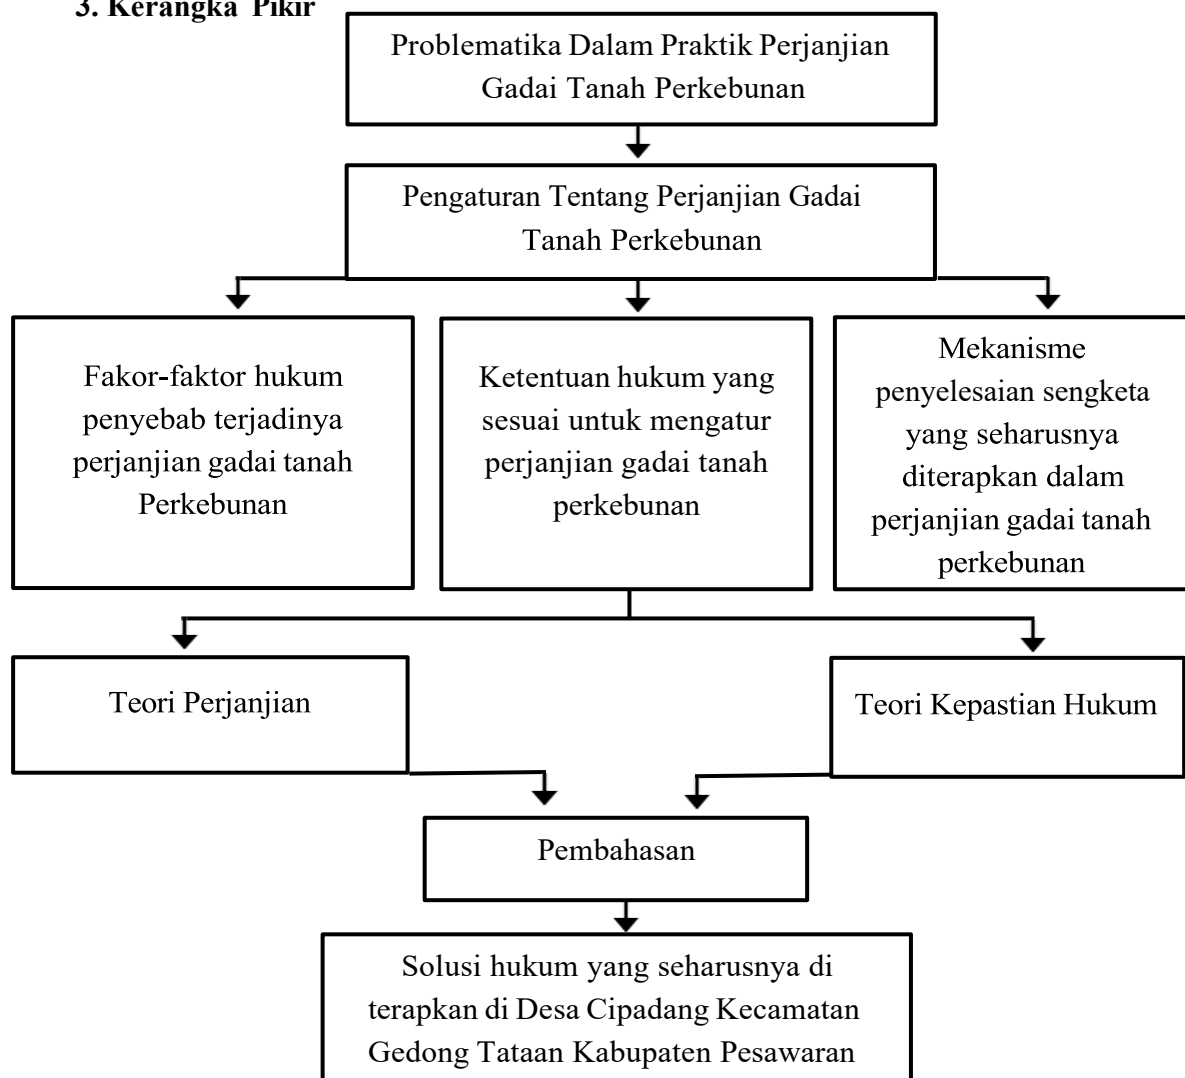 3. Kerangka Pikir
Problematika Dalam Praktik Perjanjian
Gadai Tanah Perkebunan
Pengaturan Tentang Perjanjian Gadai
Tanah Perkebunan
Fakor-faktor hukum
penyebab terjadinya
perjanjian gadai tanah
Perkebunan
Ketentuan hukum yang
sesuai untuk mengatur
perjanjian gadai tanah
perkebunan
Mekanisme
penyelesaian sengketa
yang seharusnya
diterapkan dalam
perjanjian gadai tanah
perkebunan
Teori Perjanjian
Teori Kepastian Hukum
Pembahasan
Solusi hukum yang seharusnya di
terapkan di Desa Cipadang Kecamatan
Gedong Tataan Kabupaten Pesawaran